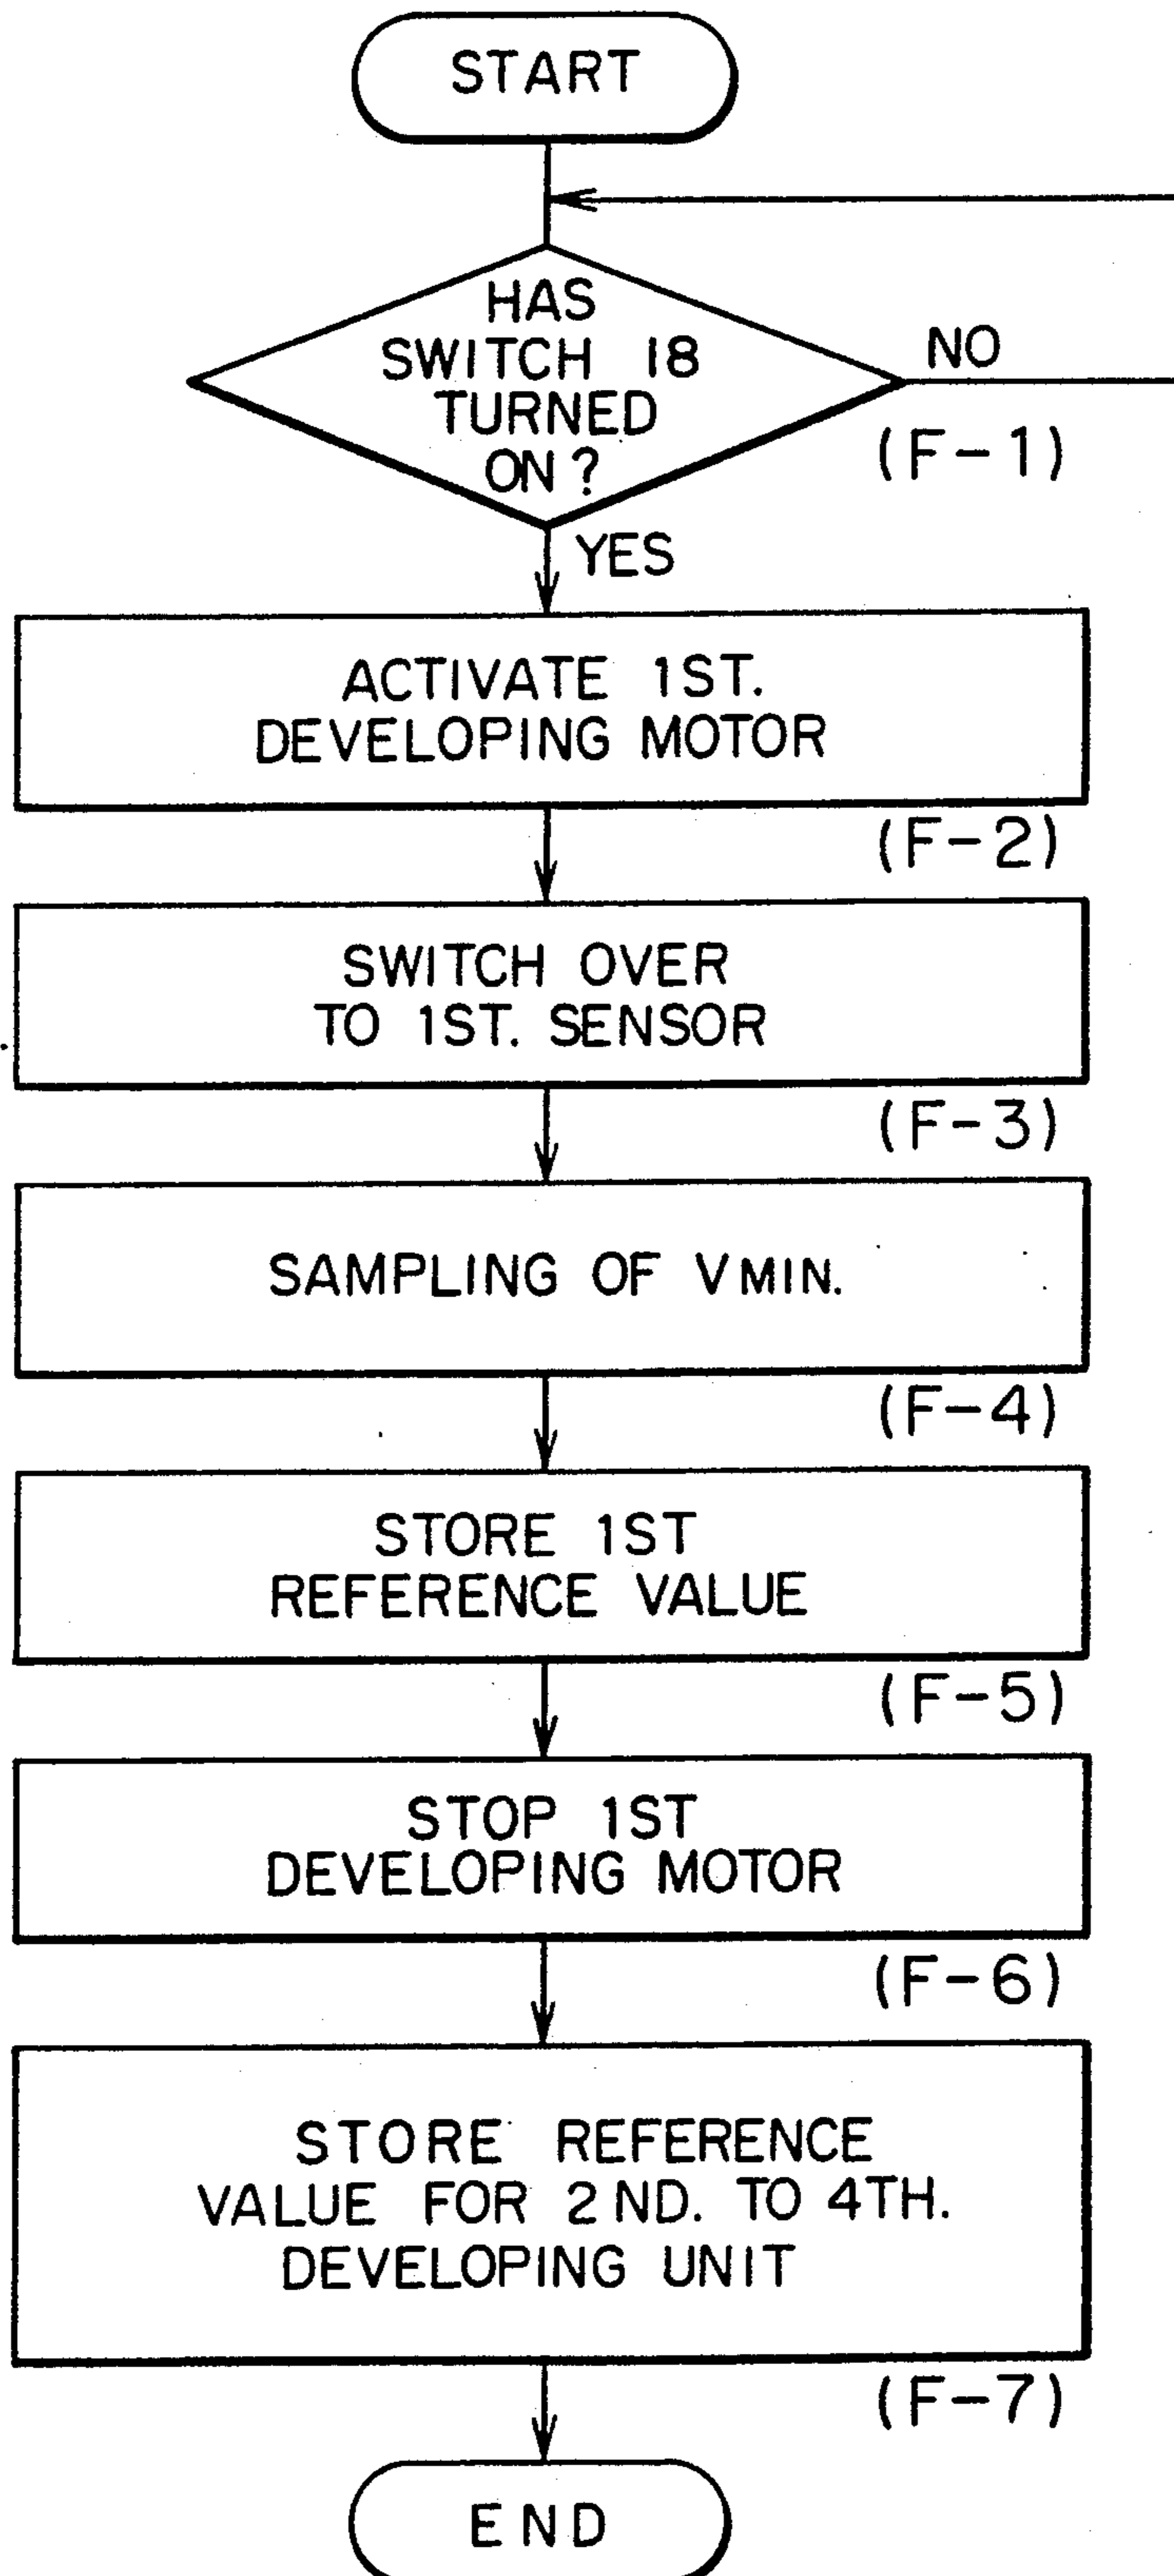 START
HAS
SWITCH 18
TURNED
ON?
NO
(F-1)
YES
ACTIVATE 1ST.
DEVELOPING MOTOR
(F-2)
SWITCH OVER
TO 1ST. SENSOR
(F-3)
SAMPLING OF VMIN.
(F-4)
STORE 1ST
REFERENCE VALUE
(F-5)
STOP 1ST
DEVELOPING MOTOR
(F-6)
STORE REFERENCE
VALUE FOR 2ND. TO 4TH.
DEVELOPING UNIT
(F-7)
END